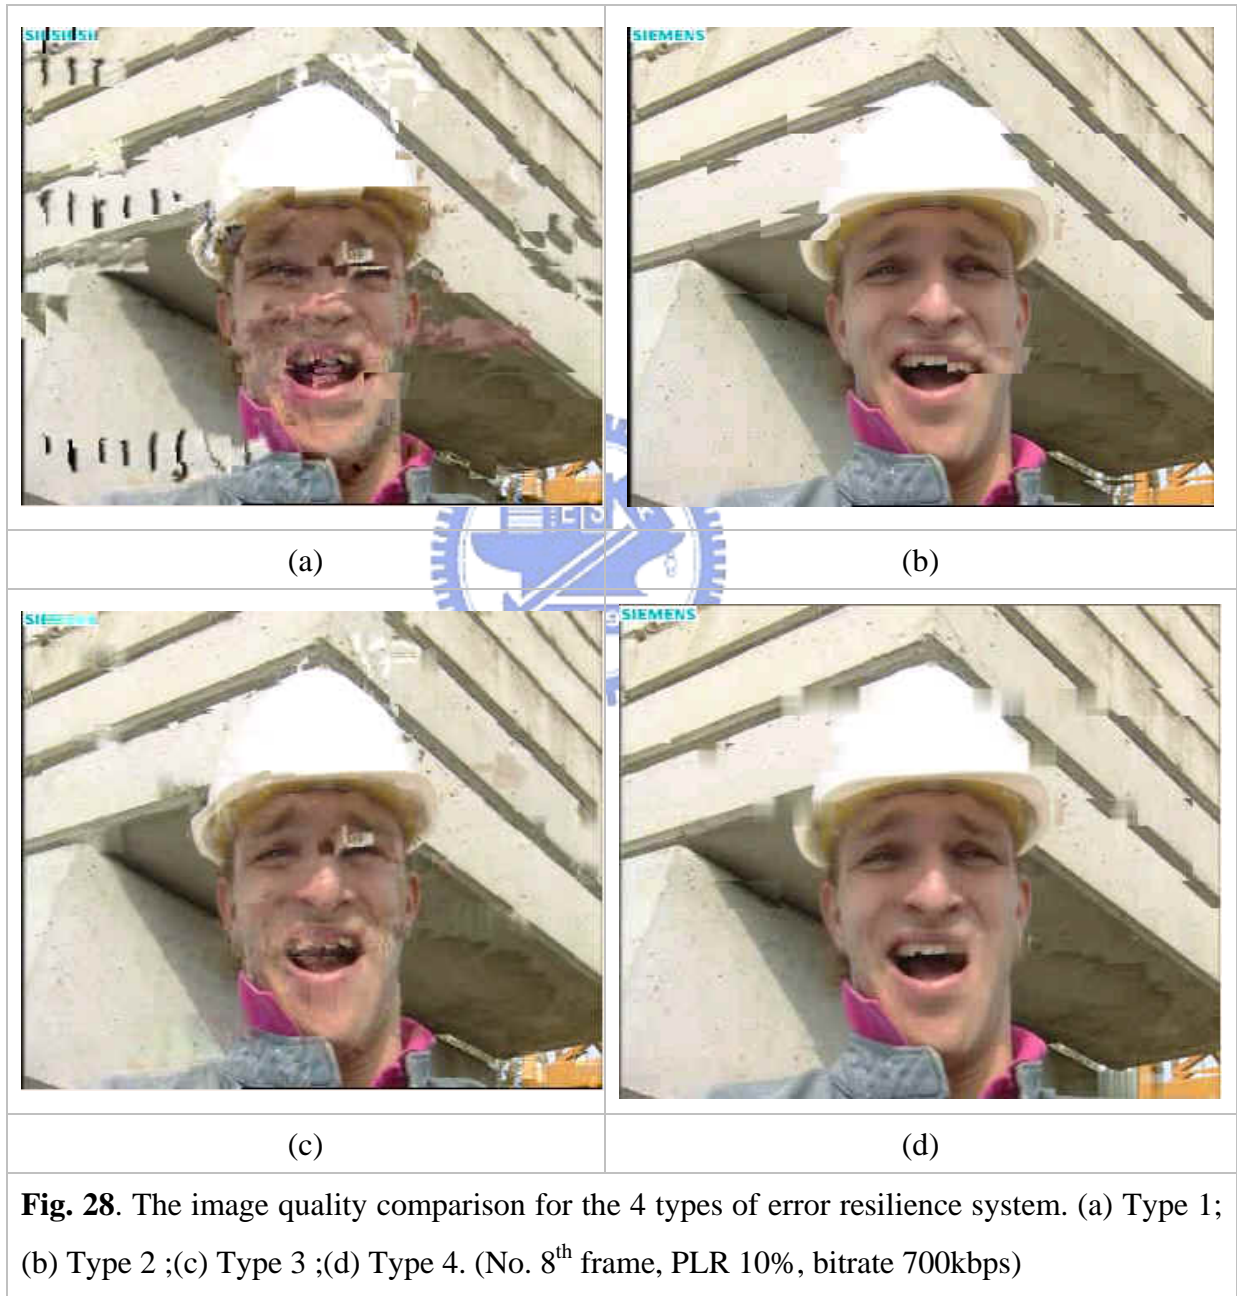 SIEMENS
(a)
(b)
SIEMENS
(c)
(d)
Fig. 28. The image quality comparison for the 4 types of error resilience system. (a) Type 1;
(b) Type 2 ;(c) Type 3 ;(d) Type 4. (No. 8th frame, PLR 10%, bitrate 700kbps)